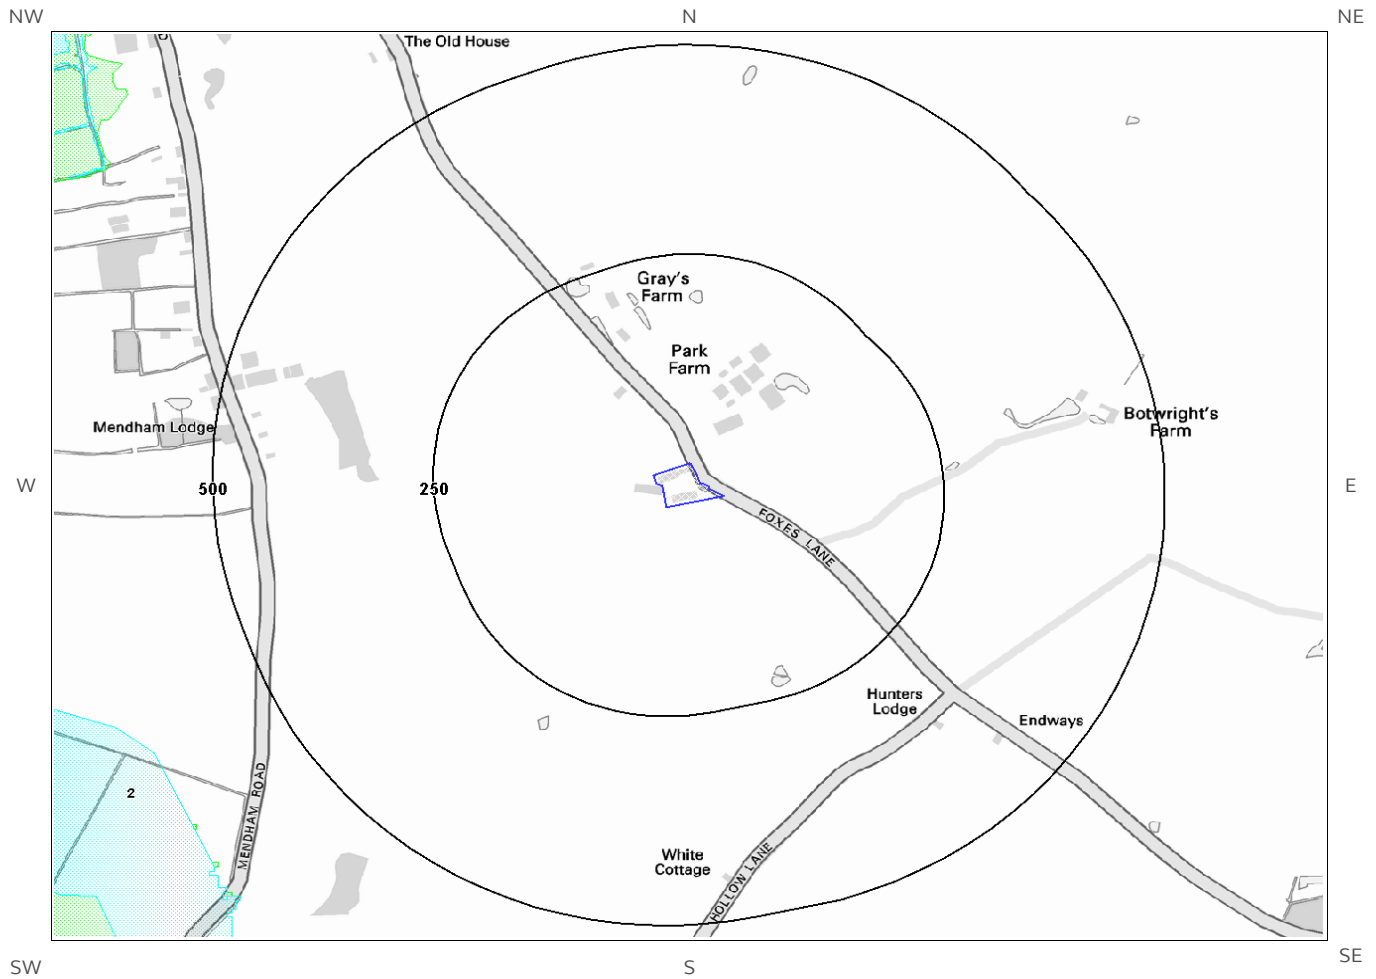 NW
N
NE
The Old House
Gray's
Farm
Park
Farm
Botwright's
Farm
Mendham Lodge
W
500
250
E
FOXES LANE
Hunters
Lodge
Endways
2
MENDHAM ROAD
White
Cottage
HOLLOW LANE
SW
S
SE